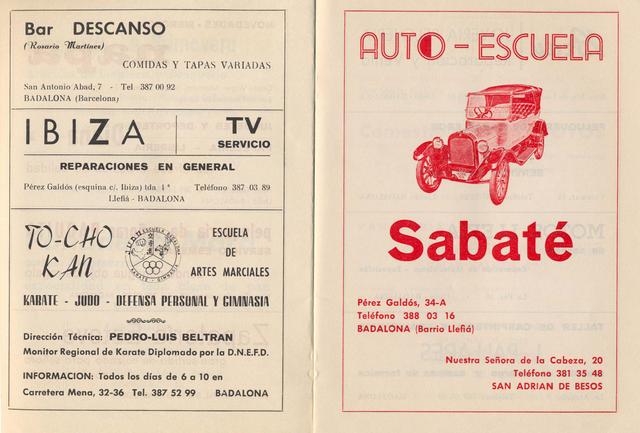 Bar DESCANSO
(Rosario Martínez)
COMIDAS Y TAPAS VARIADAS
San Antonio Abad, 7 - Tel 387 00 92
BADALONA (Barcelona)
IBIZA
TV
SERVICIO
REPARACIONES EN GENERAL
Pérez Galdós (esquina c/. Ibiza) tda. 1ª Teléfono 387 03 89
Llefiá - BADALONA
TO-CHO
KAN
ESCUELA
DE
ARTES MARCIALES
KARATE - JUDO - DEFENSA PERSONAL Y GIMNASIA
Dirección Técnica: PEDRO-LUIS BELTRAN
Monitor Regional de Karate Diplomado por la D.N.E.F.D.
INFORMACION: Todos los días de 6 a 10 en
Carretera Mena, 32-36 Tel. 387 52 99 BADALONA
AUTO - ESCUELA
Sabaté
Pérez Galdós, 34-A
Teléfono 388 03 16
BADALONA (Barrio Llefiá)
Nuestra Señora de la Cabeza, 20
Teléfono 381 35 48
SAN ADRIAN DE BESOS